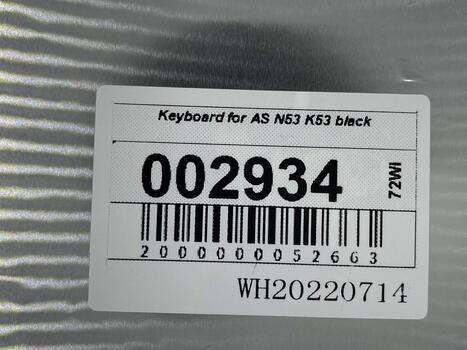 Keyboard for AS N53 K53 black
002934
72WI
2000000052663
WH20220714